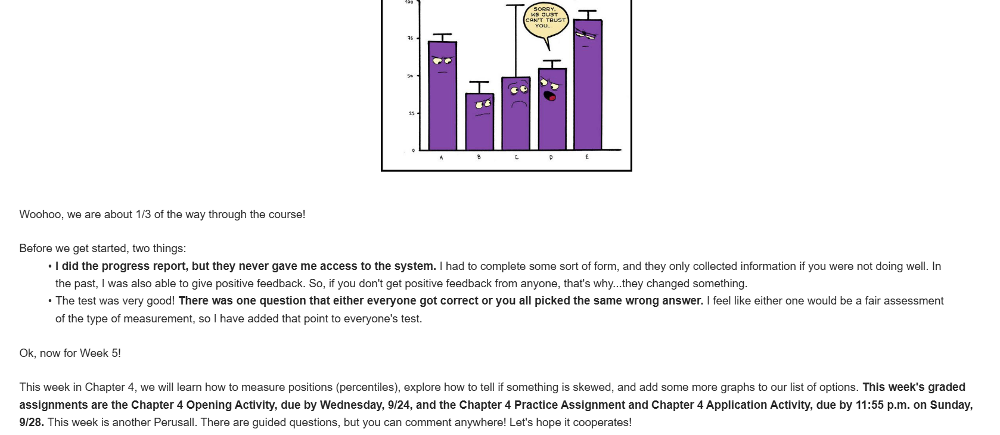 100
SORRY,
WE JUST
CAN'T TRUST
YOU...
75
50
25
0
A B C D E
Woohoo, we are about 1/3 of the way through the course!
Before we get started, two things:
• I did the progress report, but they never gave me access to the system. I had to complete some sort of form, and they only collected information if you were not doing well. In
the past, I was also able to give positive feedback. So, if you don't get positive feedback from anyone, that's why...they changed something.
• The test was very good! There was one question that either everyone got correct or you all picked the same wrong answer. I feel like either one would be a fair assessment
of the type of measurement, so I have added that point to everyone's test.
Ok, now for Week 5!
This week in Chapter 4, we will learn how to measure positions (percentiles), explore how to tell if something is skewed, and add some more graphs to our list of options. This week's graded
assignments are the Chapter 4 Opening Activity, due by Wednesday, 9/24, and the Chapter 4 Practice Assignment and Chapter 4 Application Activity, due by 11:55 p.m. on Sunday,
9/28. This week is another Perusall. There are guided questions, but you can comment anywhere! Let's hope it cooperates!